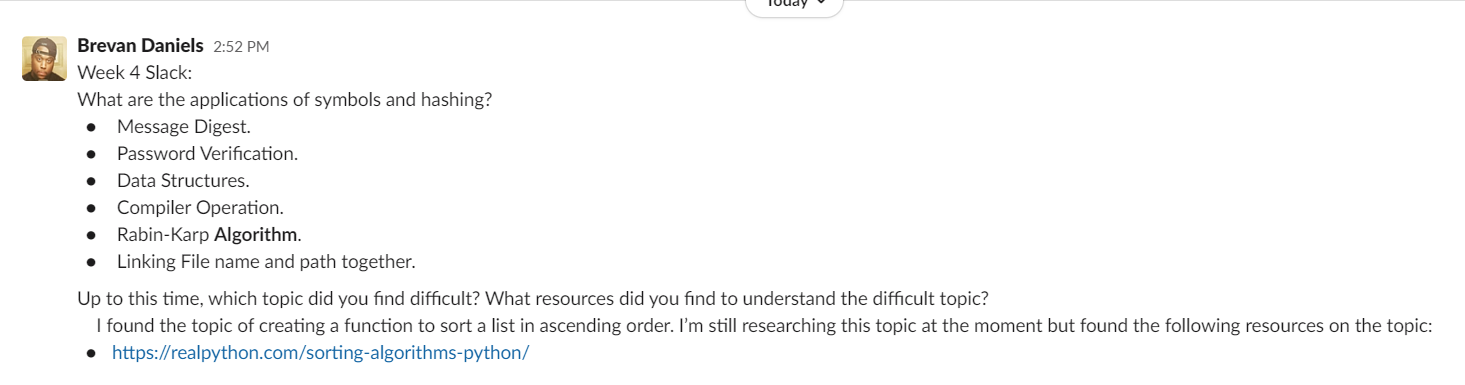 Today
Brevan Daniels 2:52 PM
Week 4 Slack:
What are the applications of symbols and hashing?
● Message Digest.
● Password Verification.
● Data Structures.
● Compiler Operation.
● Rabin-Karp Algorithm.
● Linking File name and path together.
Up to this time, which topic did you find difficult? What resources did you find to understand the difficult topic?
I found the topic of creating a function to sort a list in ascending order. I’m still researching this topic at the moment but found the following resources on the topic:
● https://realpython.com/sorting-algorithms-python/